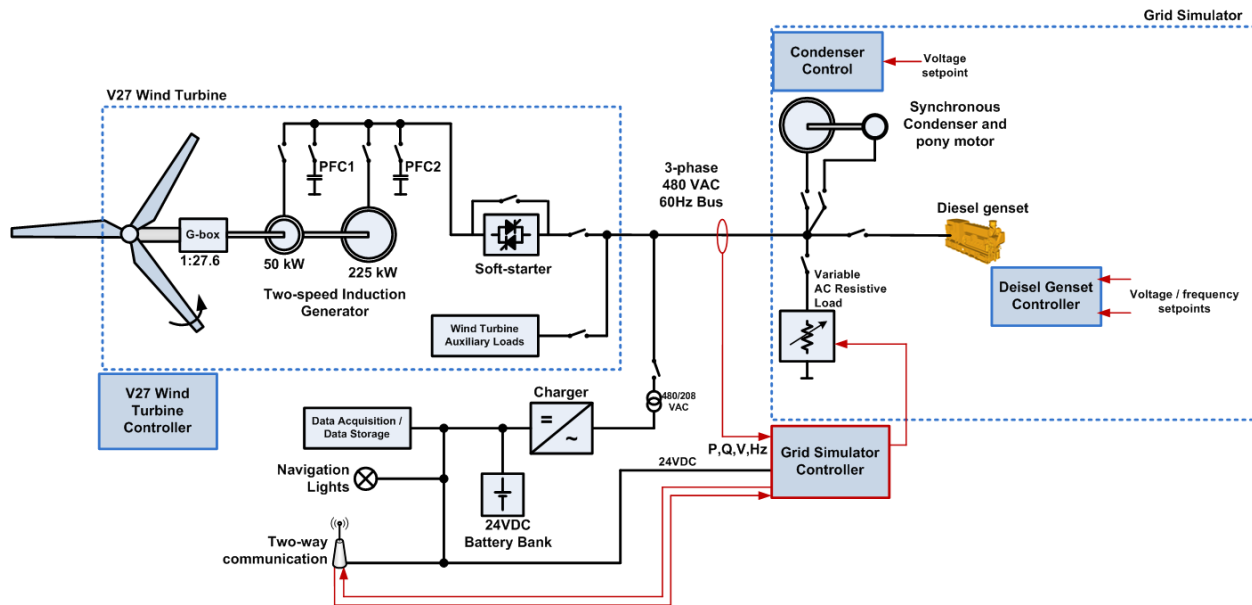 Grid Simulator
Condenser
Control
Voltage
setpoint
V27 Wind Turbine
Synchronous
Condenser and
pony motor
PFC1
PFC2
3-phase
480 VAC
60Hz Bus
G-box
1:27.6
50 kW
225 kW
Two-speed Induction
Generator
Soft-starter
Diesel genset
Variable
AC Resistive
Load
Deisel Genset
Controller
Voltage / frequency
setpoints
Wind Turbine
Auxiliary Loads
V27 Wind
Turbine
Controller
Charger
=
~
480/208
VAC
Data Acquisition /
Data Storage
P,Q,V,Hz
Grid Simulator
Controller
24VDC
Navigation
Lights
24VDC
Battery Bank
Two-way
communication